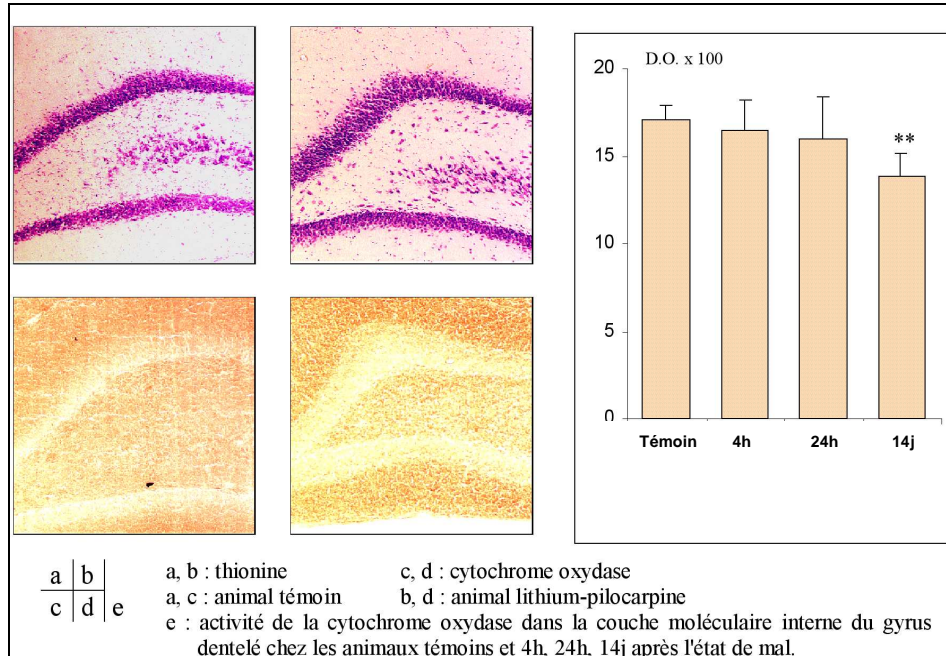 D.O. x 100
20
15
10
5
0
**
Témoin 4h 24h 14j
a b
c d e
a, b : thionine c, d : cytochrome oxydase
a, c : animal témoin b, d : animal lithium-pilocarpine
e : activité de la cytochrome oxydase dans la couche moléculaire interne du gyrus
dentelé chez les animaux témoins et 4h, 24h, 14j après l'état de mal.